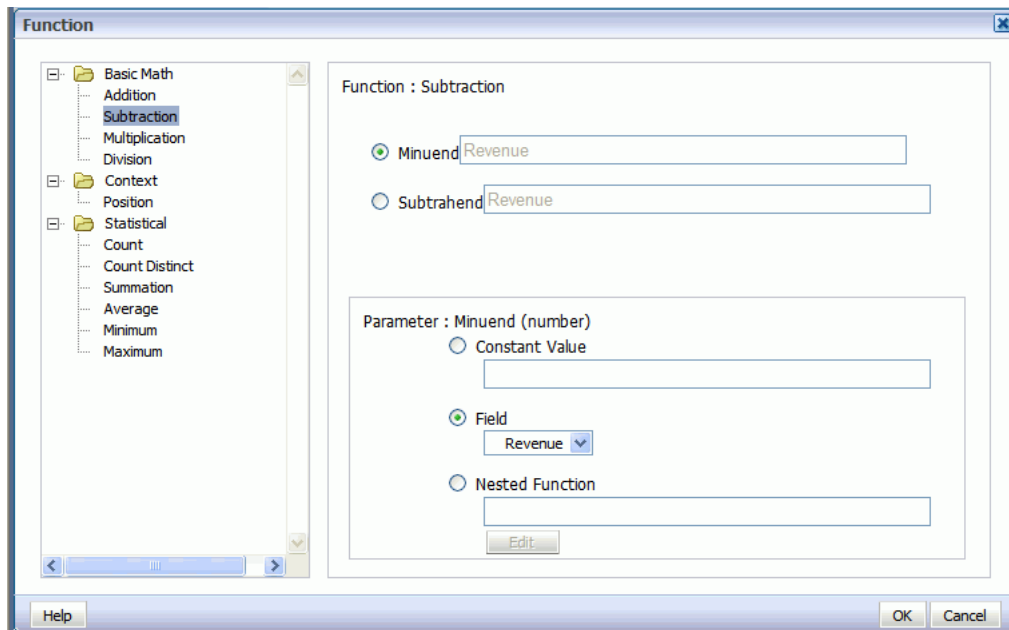 Function
Basic Math
Addition
Subtraction
Multiplication
Division
Context
Position
Statistical
Count
Count Distinct
Summation
Average
Minimum
Maximum
Function : Subtraction
Minuend Revenue
Subtrahend Revenue
Parameter : Minuend (number)
Constant Value
Field
Revenue
Nested Function
Edit
Help
OK
Cancel